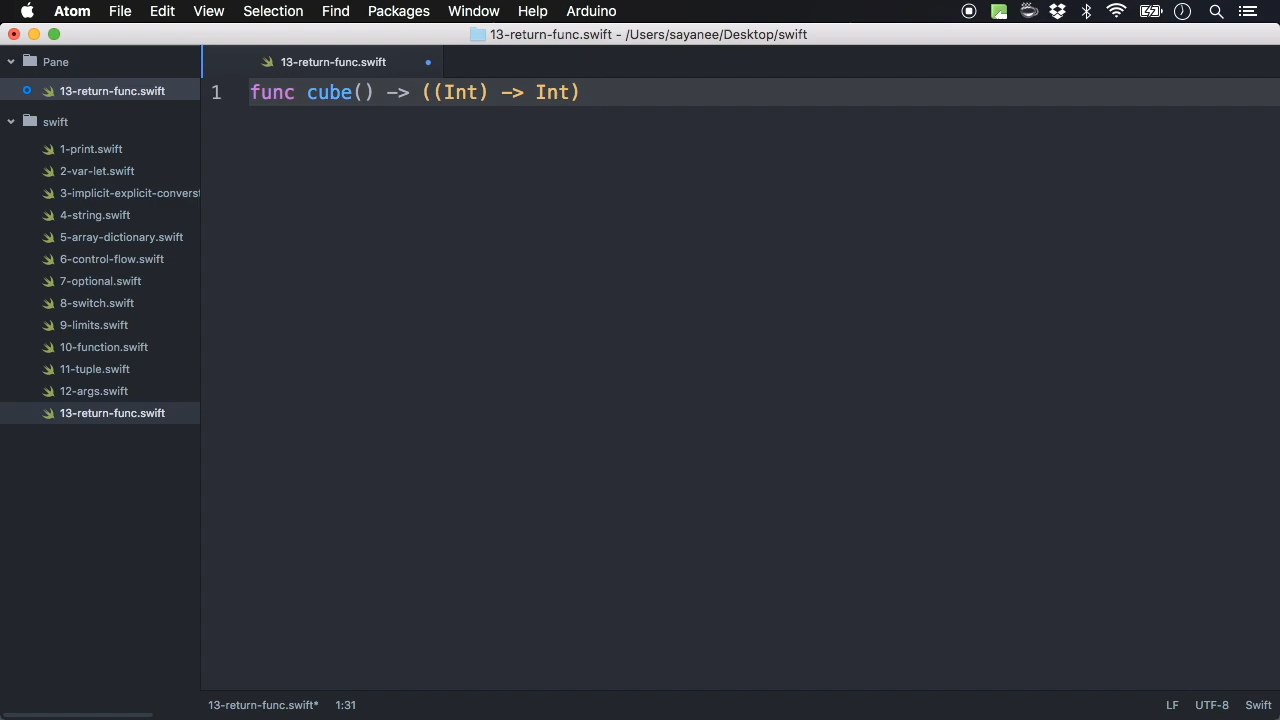 Atom File Edit View Selection Find Packages Window Help Arduino
13-return-func.swift - /Users/sayanee/Desktop/swift
Pane
13-return-func.swift
swift
1-print.swift
2-var-let.swift
3-implicit-explicit-converst
4-string.swift
5-array-dictionary.swift
6-control-flow.swift
7-optional.swift
8-switch.swift
9-limits.swift
10-function.swift
11-tuple.swift
12-args.swift
13-return-func.swift
13-return-func.swift
1 func cube() -> ((Int) -> Int)
13-return-func.swift* 1:31 LF UTF-8 Swift